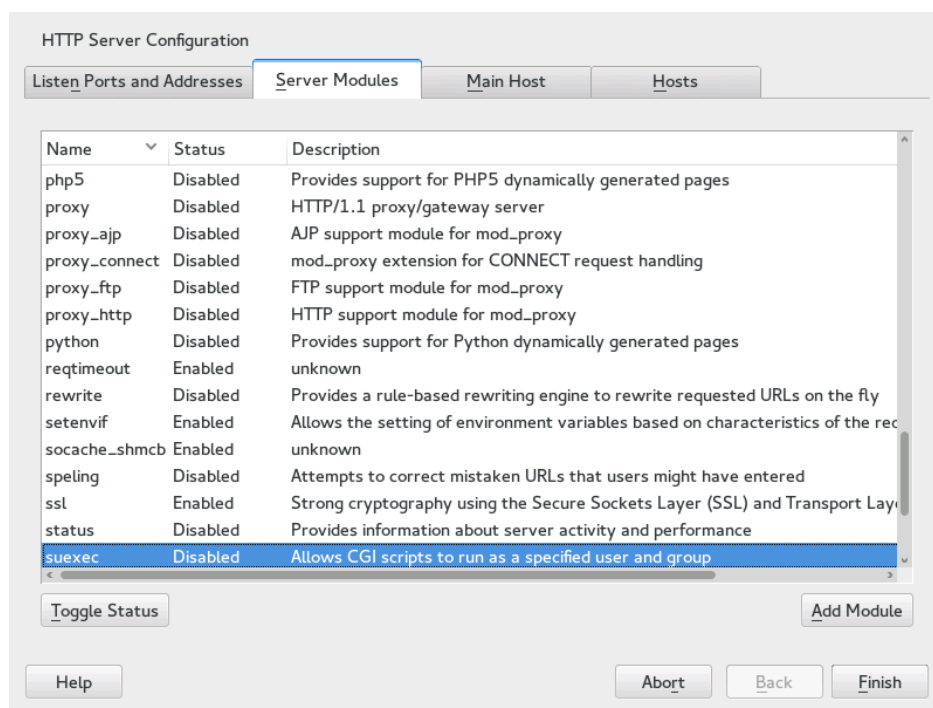 HTTP Server Configuration
Listen Ports and Addresses Server Modules Main Host Hosts
Name Status Description
php5 Disabled Provides support for PHP5 dynamically generated pages
proxy Disabled HTTP/1.1 proxy/gateway server
proxy_ajp Disabled AJP support module for mod_proxy
proxy_connect Disabled mod_proxy extension for CONNECT request handling
proxy_ftp Disabled FTP support module for mod_proxy
proxy_http Disabled HTTP support module for mod_proxy
python Disabled Provides support for Python dynamically generated pages
reqtimeout Enabled unknown
rewrite Disabled Provides a rule-based rewriting engine to rewrite requested URLs on the fly
setenvif Enabled Allows the setting of environment variables based on characteristics of the rec
socache_shmcb Enabled unknown
speling Disabled Attempts to correct mistaken URLs that users might have entered
ssl Enabled Strong cryptography using the Secure Sockets Layer (SSL) and Transport Lay
status Disabled Provides information about server activity and performance
suexec Disabled Allows CGI scripts to run as a specified user and group
Toggle Status Add Module
Help Abort Back Finish